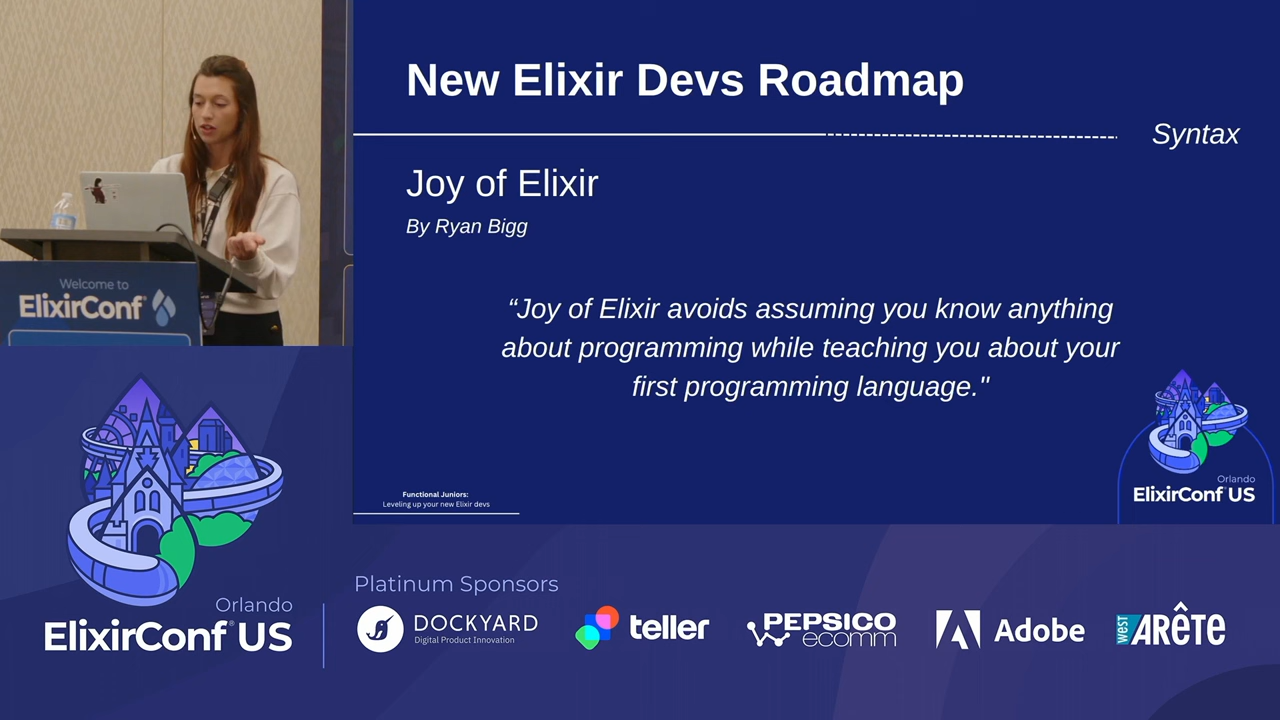 New Elixir Devs Roadmap
Syntax
Joy of Elixir
By Ryan Bigg
“Joy of Elixir avoids assuming you know anything
about programming while teaching you about your
first programming language."
Functional Juniors:
Leveling up your new Elixir devs
Orlando
ElixirConf US
Welcome to
ElixirConf
Orlando
ElixirConf® US
Platinum Sponsors
DOCKYARD
Digital Product Innovation
teller
PEPSICO
ecomm
Adobe
west ARÊTE